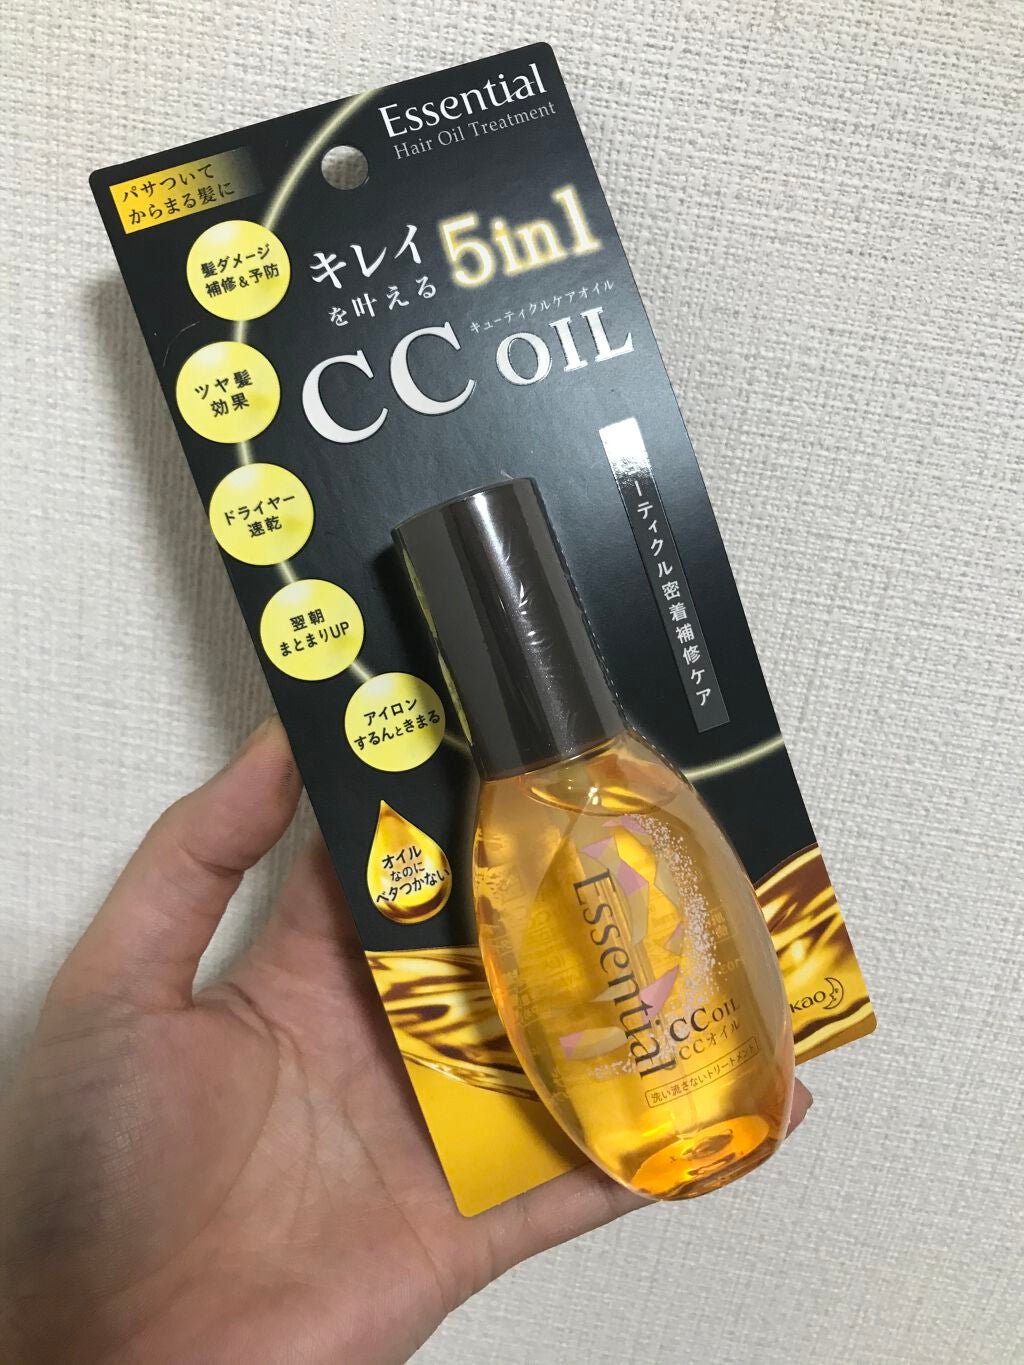 Essential
Hair Oil Treatment
パサついて
からまる髪に
キレイ
を叶える
5in1
キューティクルケアオイル
CC OIL
髪ダメージ
補修&予防
ツヤ髪
効果
ドライヤー
速乾
翌朝
まとまりUP
アイロン
するんときまる
オイル
なのに
ベタつかない
ーティクル密着補修ケア
Essential
CC OIL
CCオイル
洗い流さないトリートメント
kao